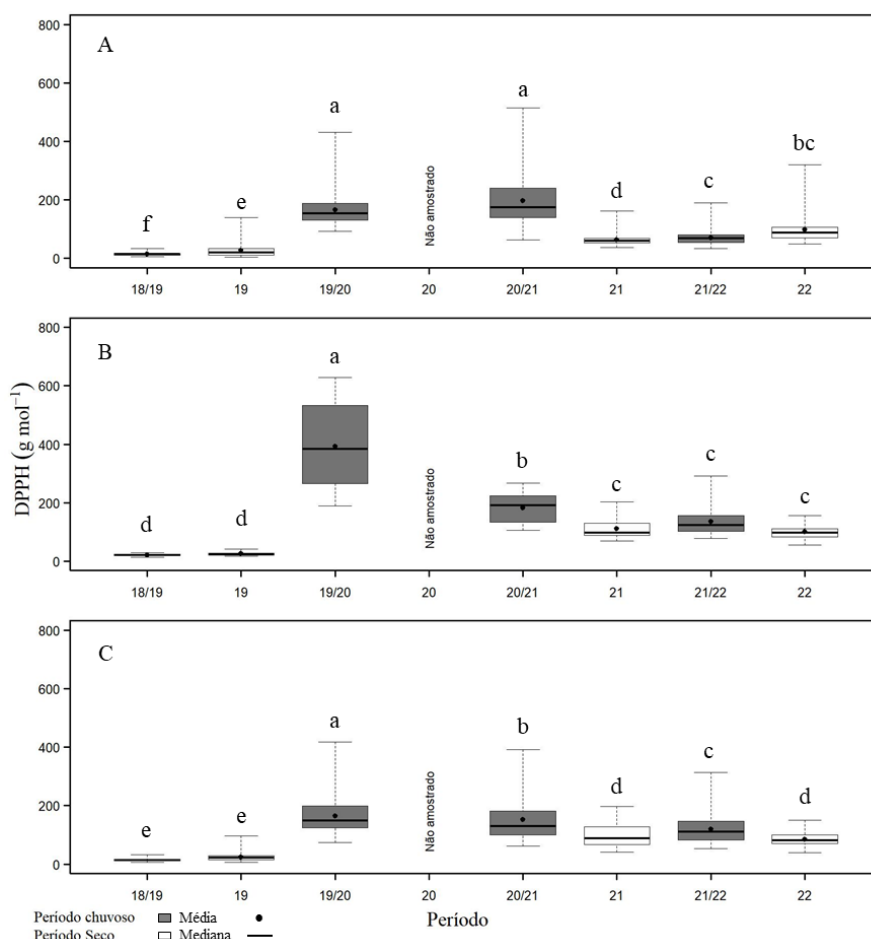 800
A
600
a
a
400
bc
200
f
e
Não amostrado
d
c
0
18/19 19 19/20 20 20/21 21 21/22 22
800
B
a
600
400
b
c
c
c
200
d
d
Não amostrado
0
18/19 19 19/20 20 20/21 21 21/22 22
DPPH (g mol⁻¹)
800
C
600
a
b
400
c
d
d
200
e
e
Não amostrado
0
18/19 19 19/20 20 20/21 21 21/22 22
Período
Período chuvoso Média
Período Seco Mediana